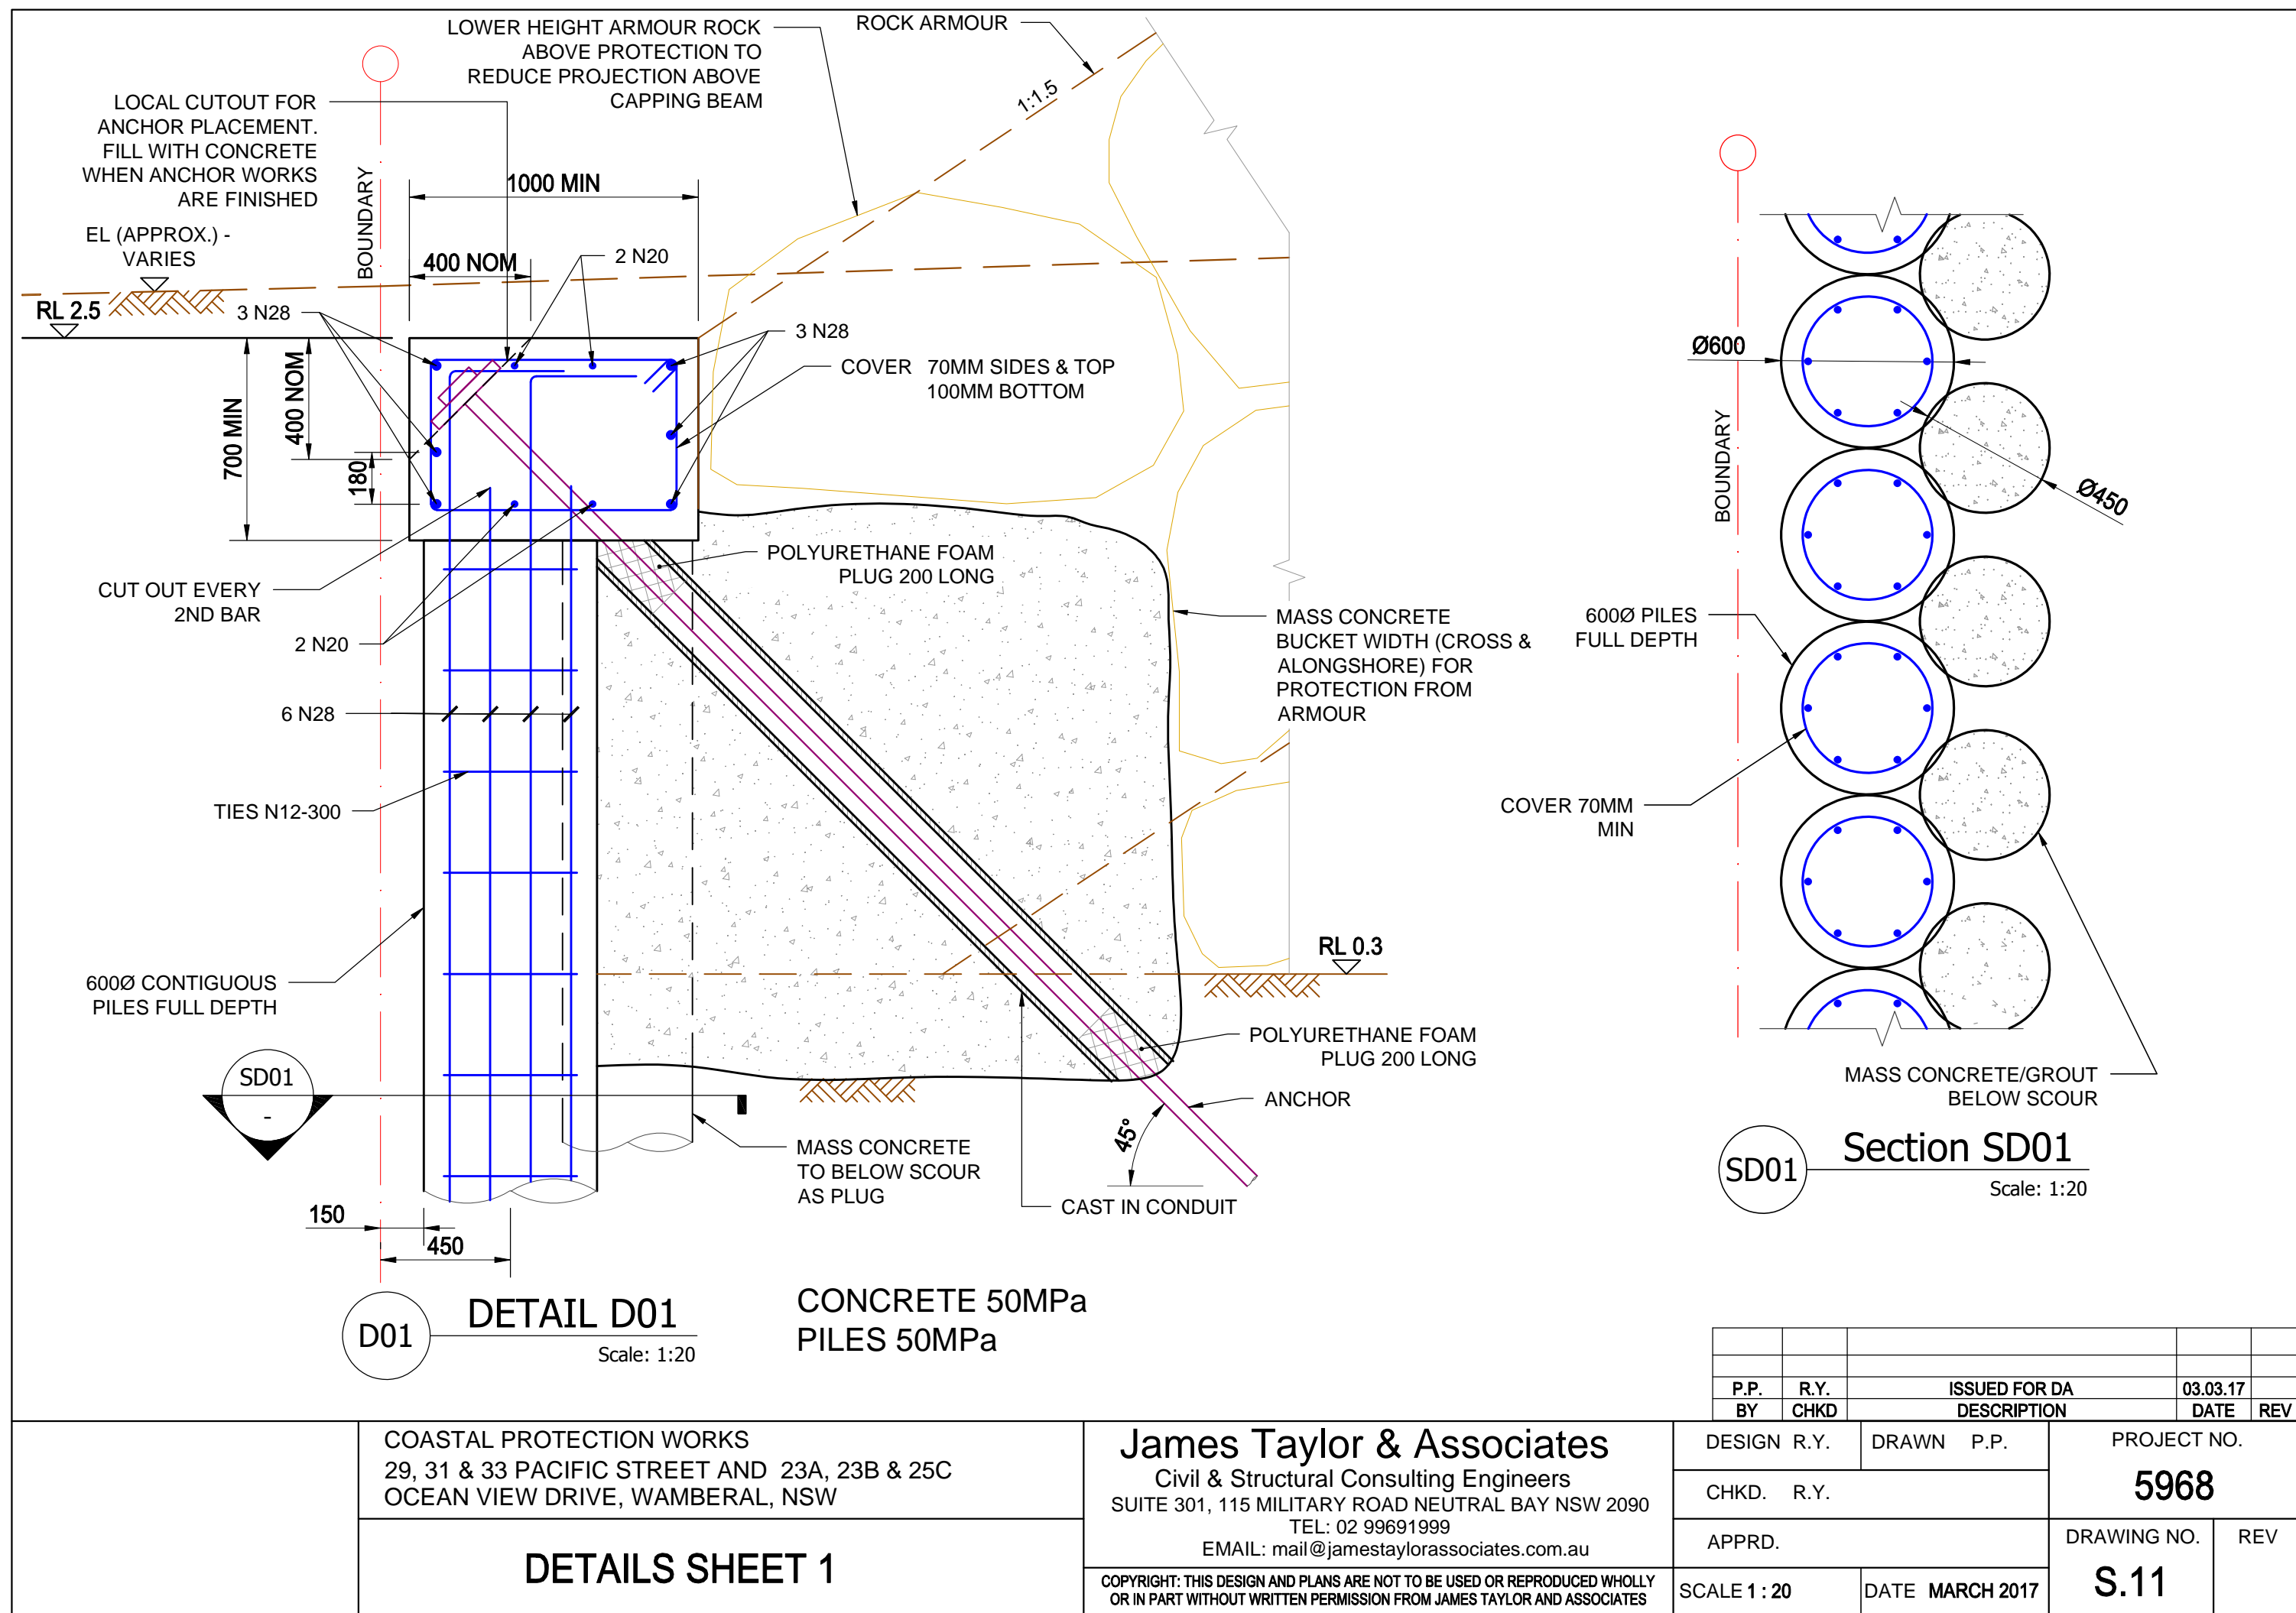 LOWER HEIGHT ARMOUR ROCK
ABOVE PROTECTION TO
REDUCE PROJECTION ABOVE
CAPPING BEAM
ROCK ARMOUR
1:1.5
LOCAL CUTOUT FOR
ANCHOR PLACEMENT.
FILL WITH CONCRETE
WHEN ANCHOR WORKS
ARE FINISHED
BOUNDARY
1000 MIN
EL (APPROX.) -
VARIES
400 NOM
2 N20
RL 2.5
3 N28
3 N28
COVER 70MM SIDES & TOP
100MM BOTTOM
700 MIN
400 NOM
180
POLYURETHANE FOAM
PLUG 200 LONG
CUT OUT EVERY
2ND BAR
2 N20
MASS CONCRETE
BUCKET WIDTH (CROSS &
ALONGSHORE) FOR
PROTECTION FROM
ARMOUR
6 N28
TIES N12-300
RL 0.3
600Ø CONTIGUOUS
PILES FULL DEPTH
POLYURETHANE FOAM
PLUG 200 LONG
SD01
-
ANCHOR
45°
MASS CONCRETE
TO BELOW SCOUR
AS PLUG
CAST IN CONDUIT
150
450
D01
DETAIL D01
Scale: 1:20
CONCRETE 50MPa
PILES 50MPa
Ø600
BOUNDARY
Ø450
600Ø PILES
FULL DEPTH
COVER 70MM
MIN
MASS CONCRETE/GROUT
BELOW SCOUR
SD01
Section SD01
Scale: 1:20
P.P. R.Y. ISSUED FOR DA 03.03.17
BY CHKD DESCRIPTION DATE REV
COASTAL PROTECTION WORKS
29, 31 & 33 PACIFIC STREET AND 23A, 23B & 25C
OCEAN VIEW DRIVE, WAMBERAL, NSW
DETAILS SHEET 1
James Taylor & Associates
Civil & Structural Consulting Engineers
SUITE 301, 115 MILITARY ROAD NEUTRAL BAY NSW 2090
TEL: 02 99691999
EMAIL: mail@jamestaylorassociates.com.au
COPYRIGHT: THIS DESIGN AND PLANS ARE NOT TO BE USED OR REPRODUCED WHOLLY
OR IN PART WITHOUT WRITTEN PERMISSION FROM JAMES TAYLOR AND ASSOCIATES
DESIGN R.Y.
DRAWN P.P.
CHKD. R.Y.
APPRD.
SCALE 1 : 20
DATE MARCH 2017
PROJECT NO.
5968
DRAWING NO.
S.11
REV